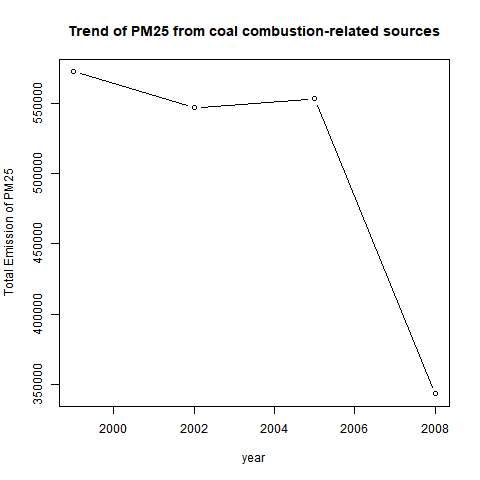 Trend of PM25 from coal combustion-related sources
Total Emission of PM25
550000
500000
450000
400000
350000
2000 2002 2004 2006 2008
year